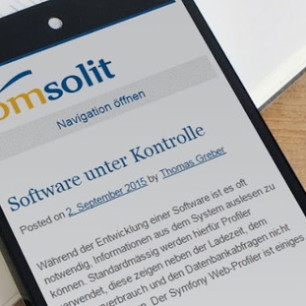 omsolit
Navigation öffnen
Software unter Kontrolle
Posted on 2. September 2015 by Thomas Greber
Während der Entwicklung einer Software ist es oft
notwendig, Informationen aus dem System auslesen zu
können. Standardmässig werden hierfür Profiler
verwendet, diese zeigen neben der Ladezeit, dem
verbrauch und den Datenbankabfragen nicht
en. Der Symfony Web-Profiler ist einiges